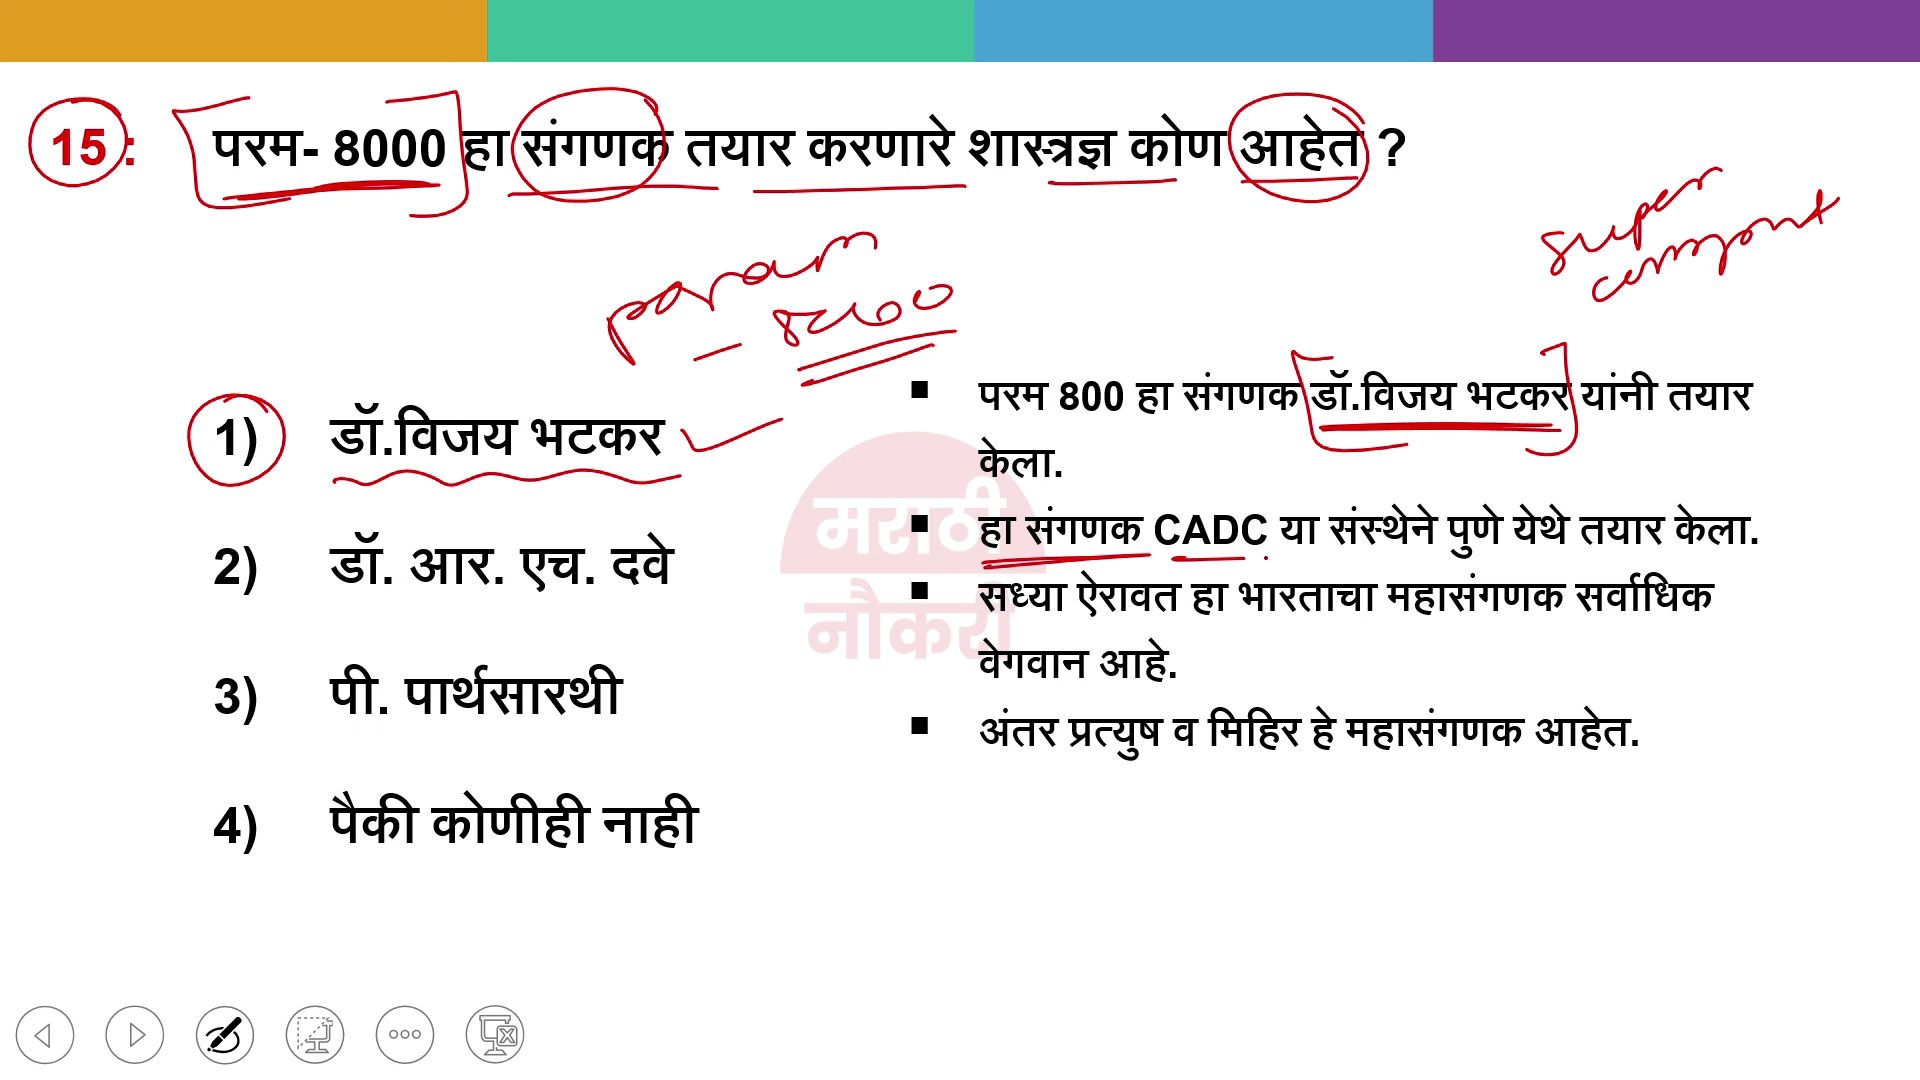 15 : परम- 8000 हा संगणक तयार करणारे शास्त्रज्ञ कोण आहेत ?
super
param
- 8000
1) डॉ.विजय भटकर
2) डॉ. आर. एच. दवे
3) पी. पार्थसारथी
4) पैकी कोणीही नाही
▪ परम 800 हा संगणक डॉ.विजय भटकर यांनी तयार
केला.
▪ हा संगणक CADC या संस्थेने पुणे येथे तयार केला.
▪ सध्या ऐरावत हा भारताचा महासंगणक सर्वाधिक
वेगवान आहे.
▪ अंतर प्रत्युष व मिहिर हे महासंगणक आहेत.
मराठी
नौकरी